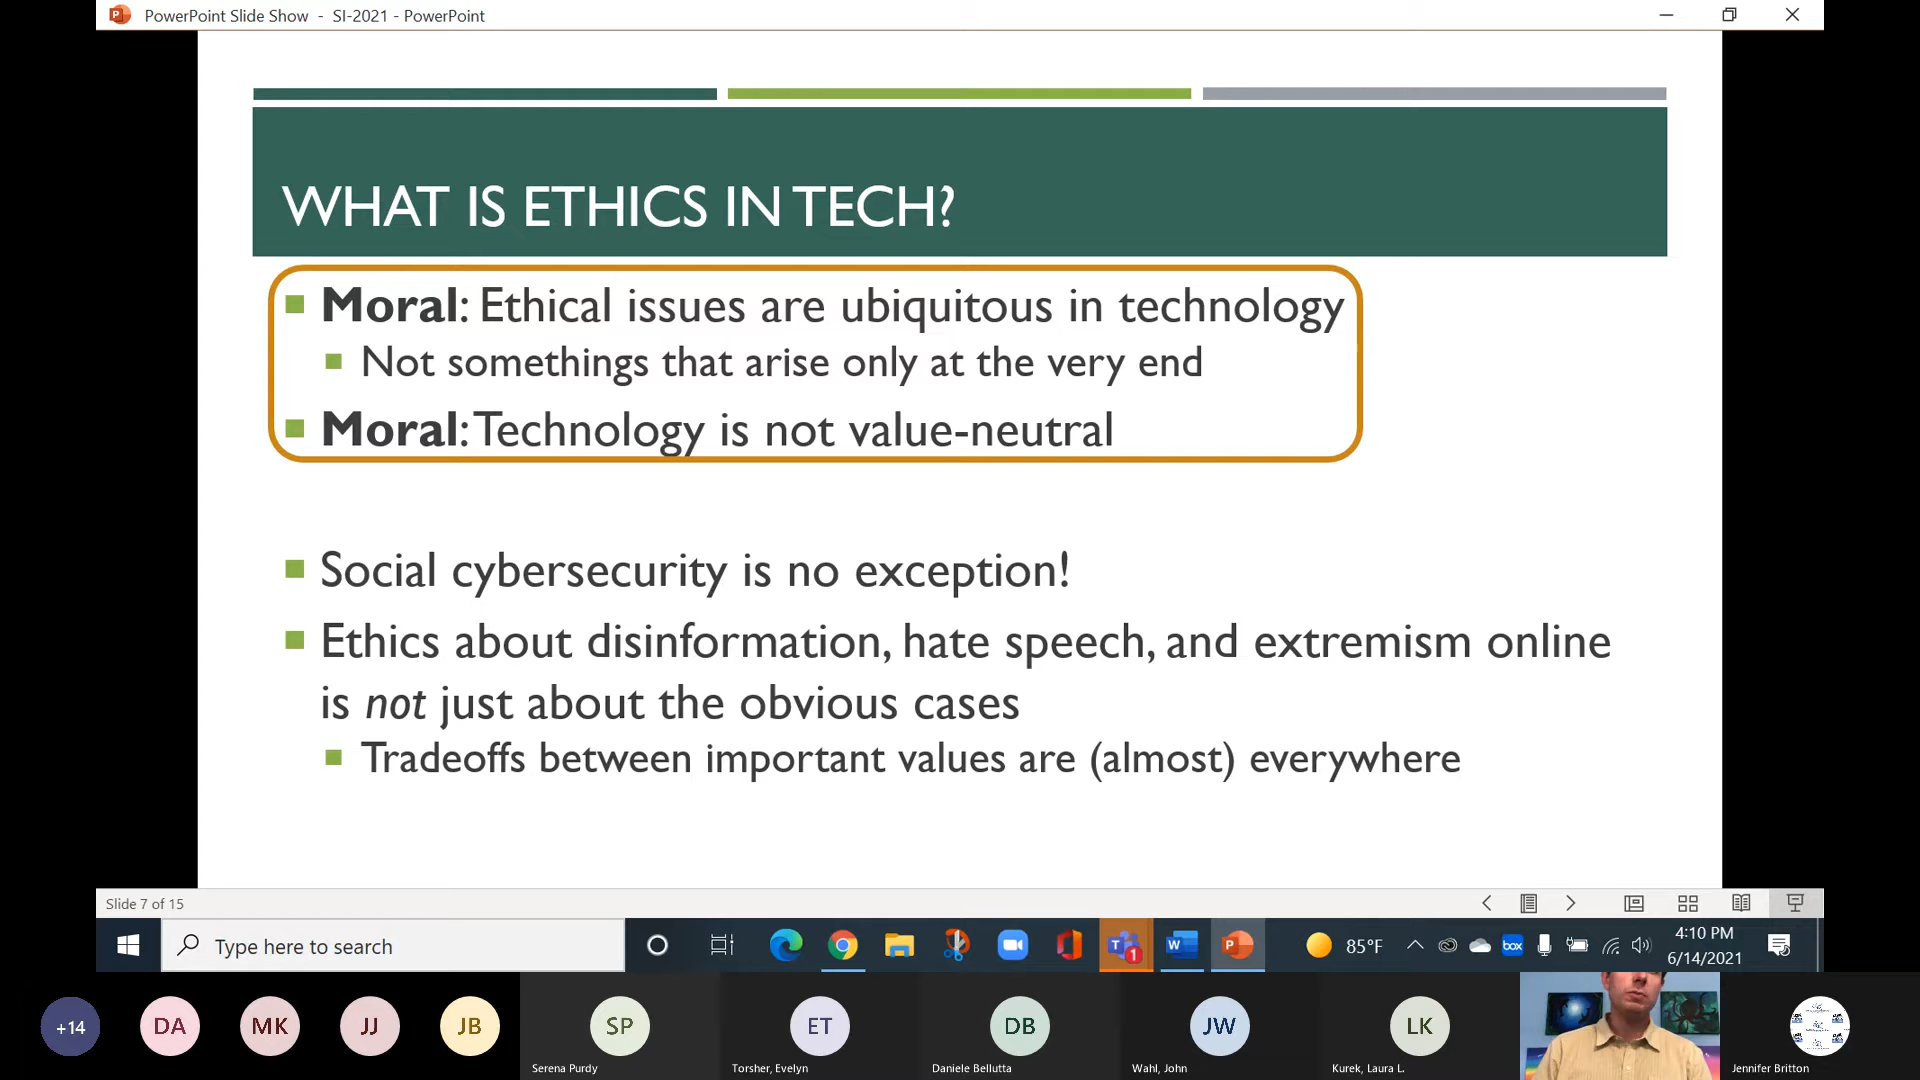 PowerPoint Slide Show - SI-2021 - PowerPoint
WHAT IS ETHICS IN TECH?
Moral: Ethical issues are ubiquitous in technology
Not somethings that arise only at the very end
Moral: Technology is not value-neutral
Social cybersecurity is no exception!
Ethics about disinformation, hate speech, and extremism online
is not just about the obvious cases
Tradeoffs between important values are (almost) everywhere
Slide 7 of 15
Type here to search
85°F
box
4:10 PM
6/14/2021
+14
DA
MK
JJ
JB
SP
ET
DB
JW
LK
Serena Purdy
Torsher, Evelyn
Daniele Bellutta
Wahl, John
Kurek, Laura L.
Jennifer Britton